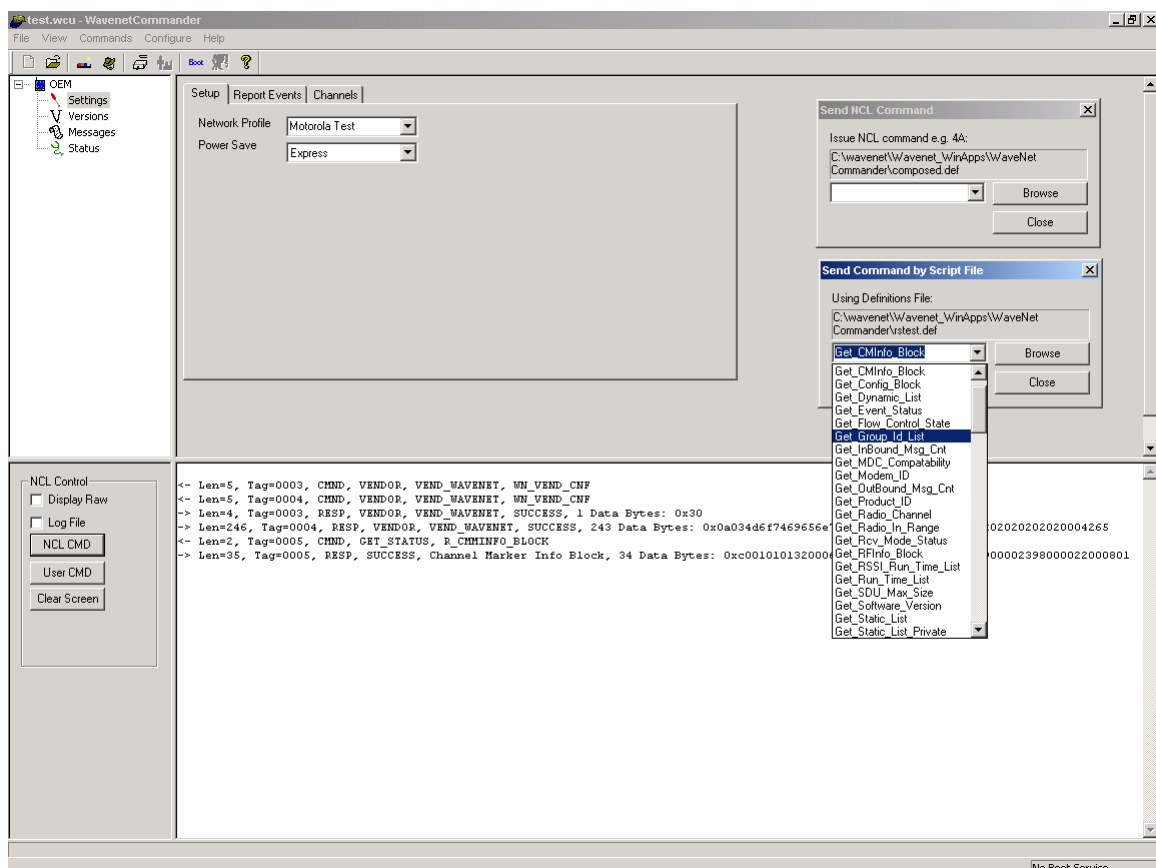 test.wcu - WavenetCommander
File View Commands Configure Help
Boot
OEM
Settings
Versions
Messages
Status
Setup Report Events Channels
Network Profile Motorola Test
Power Save Express
Send NCL Command
Issue NCL command e.g. 4A:
C:\wavenet\Wavenet_WinApps\WaveNet
Commander\composed.def
Browse
Close
Send Command by Script File
Using Definitions File:
C:\wavenet\Wavenet_WinApps\WaveNet
Commander\rstest.def
Get_CMInfo_Block Browse
Close
Get_CMInfo_Block
Get_Config_Block
Get_Dynamic_List
Get_Event_Status
Get_Flow_Control_State
Get_Group_Id_List
Get_InBound_Msg_Cnt
Get_MDC_Compatability
Get_Modem_ID
Get_OutBound_Msg_Cnt
Get_Product_ID
Get_Radio_Channel
Get_Radio_In_Range
Get_Rcv_Mode_Status
Get_RFInfo_Block
Get_RSSI_Run_Time_List
Get_Run_Time_List
Get_SDU_Max_Size
Get_Software_Version
Get_Static_List
Get_Static_List_Private
NCL Control
Display Raw
Log File
NCL CMD
User CMD
Clear Screen
<- Len=5, Tag=0003, CMND, VENDOR, VEND_WAVENET, WN_VEND_CNF
<- Len=5, Tag=0004, CMND, VENDOR, VEND_WAVENET, WN_VEND_CNF
-> Len=4, Tag=0003, RESP, VENDOR, VEND_WAVENET, SUCCESS, 1 Data Bytes: 0x30
-> Len=246, Tag=0004, RESP, VENDOR, VEND_WAVENET, SUCCESS, 243 Data Bytes:
<- Len=2, Tag=0005, CMND, GET_STATUS, R_CMMINFO_BLOCK
-> Len=35, Tag=0005, RESP, SUCCESS, Channel Marker Info Block, 34 Data Bytes: